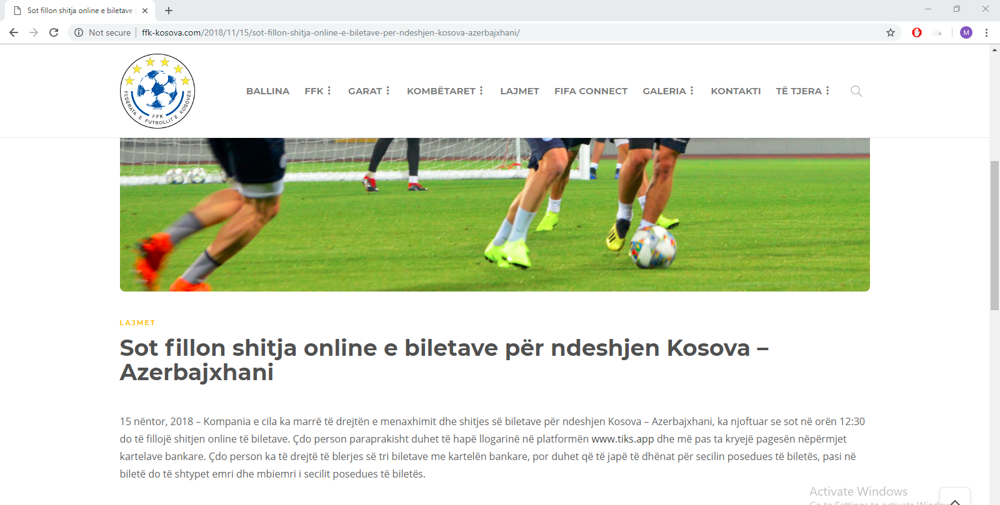 Sot fillon shitja online e biletave
Not secure
ffk-kosova.com/2018/11/15/sot-fillon-shitja-online-e-biletave-per-ndeshjen-kosova-azerbajxhani/
M
FEDERATA E FUTBOLLIT E KOSOVËS
FFK
BALLINA FFK GARAT KOMBËTARET LAJMET FIFA CONNECT GALERIA KONTAKTI TË TJERA
LAJMET
Sot fillon shitja online e biletave për ndeshjen Kosova –
Azerbajxhani
15 nëntor, 2018 – Kompania e cila ka marrë të drejtën e menaxhimit dhe shitjes së biletave për ndeshjen Kosova – Azerbajxhani, ka njoftuar se sot në orën 12:30
do të fillojë shitjen online të biletave. Çdo person paraprakisht duhet të hapë llogarinë në platformën www.tiks.app dhe më pas ta kryejë pagesën nëpërmjet
kartelave bankare. Çdo person ka të drejtë të blerjes së tri biletave me kartelën bankare, por duhet që të japë të dhënat për secilin posedues të biletës, pasi në
biletë do të shtypet emri dhe mbiemri i secilit posedues të biletës.
Activate Windows
Go to Settings to activate Windows